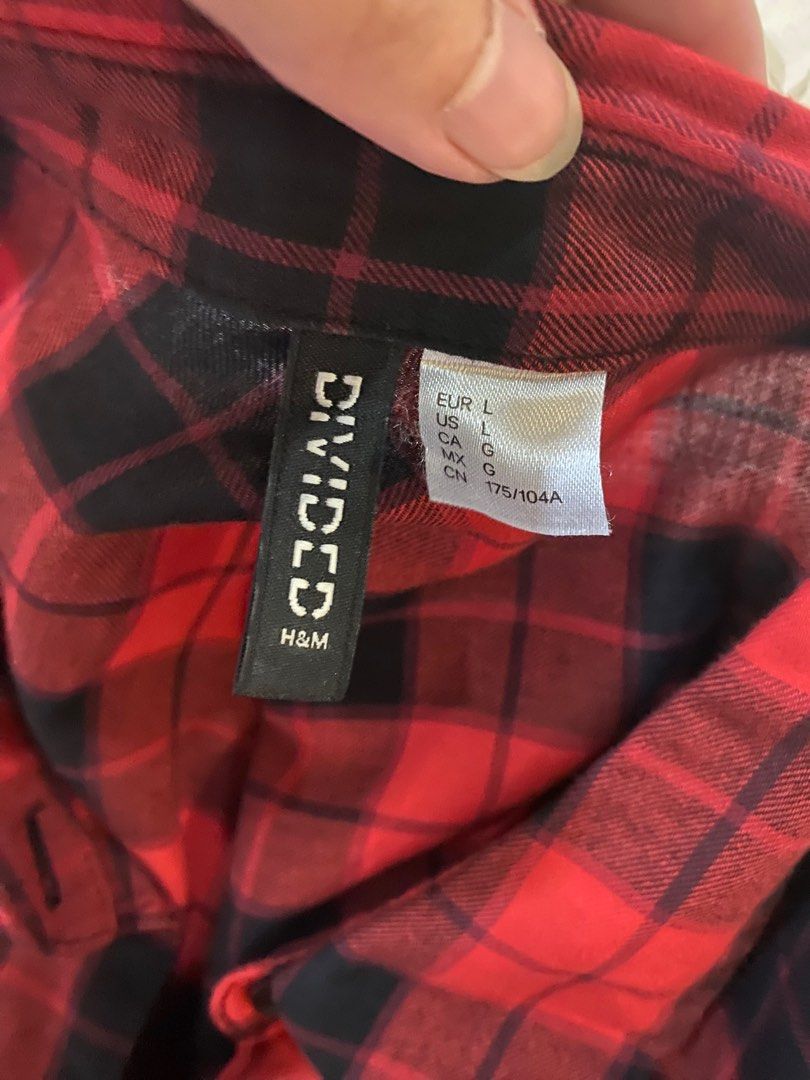 DIVIDED
H&M
EUR L
US L
CA G
MX G
CN 175/104A